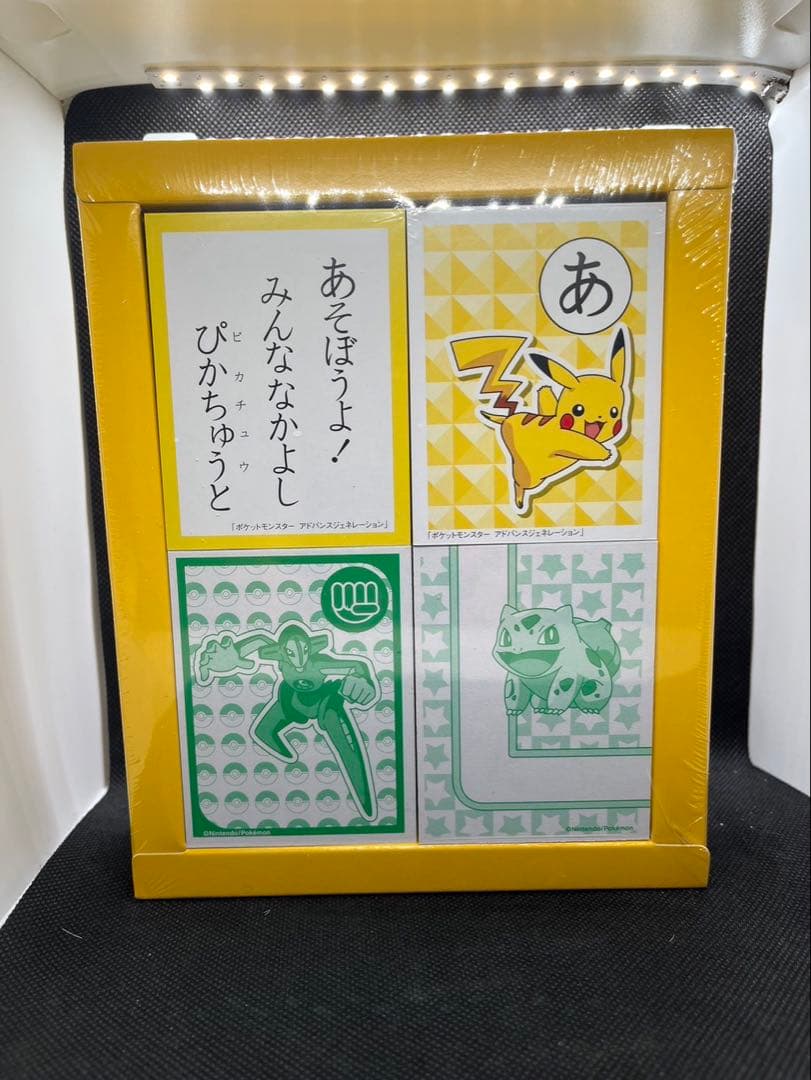 あそぼうよ！
みんななかよし
ぴかちゅうと
ピカチュウ
「ポケットモンスター アドバンスジェネレーション」
あ
「ポケットモンスター アドバンスジェネレーション」
©Nintendo/Pokémon
©Nintendo/Pokémon